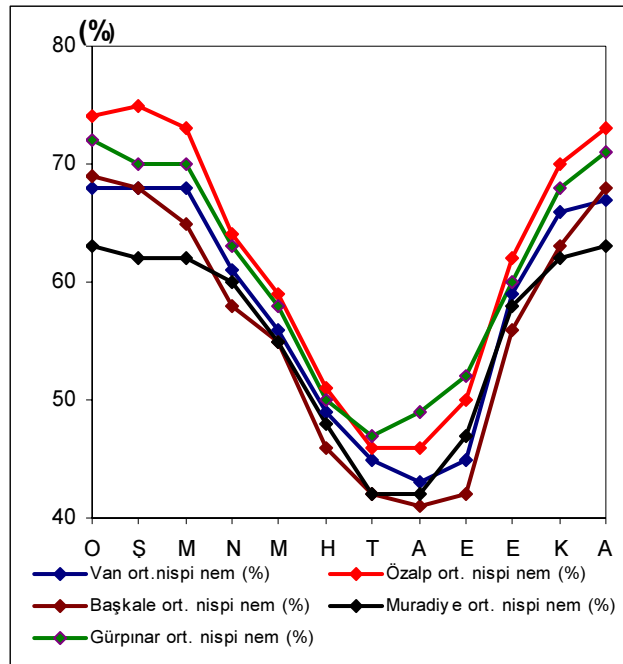 (%)
80
70
60
50
40
O Ş M N M H T A E E K A
Van ort.nispi nem (%) Özalp ort. nispi nem (%)
Başkale ort. nispi nem (%) Muradiy e ort. nispi nem (%)
Gürpınar ort. nispi nem (%)